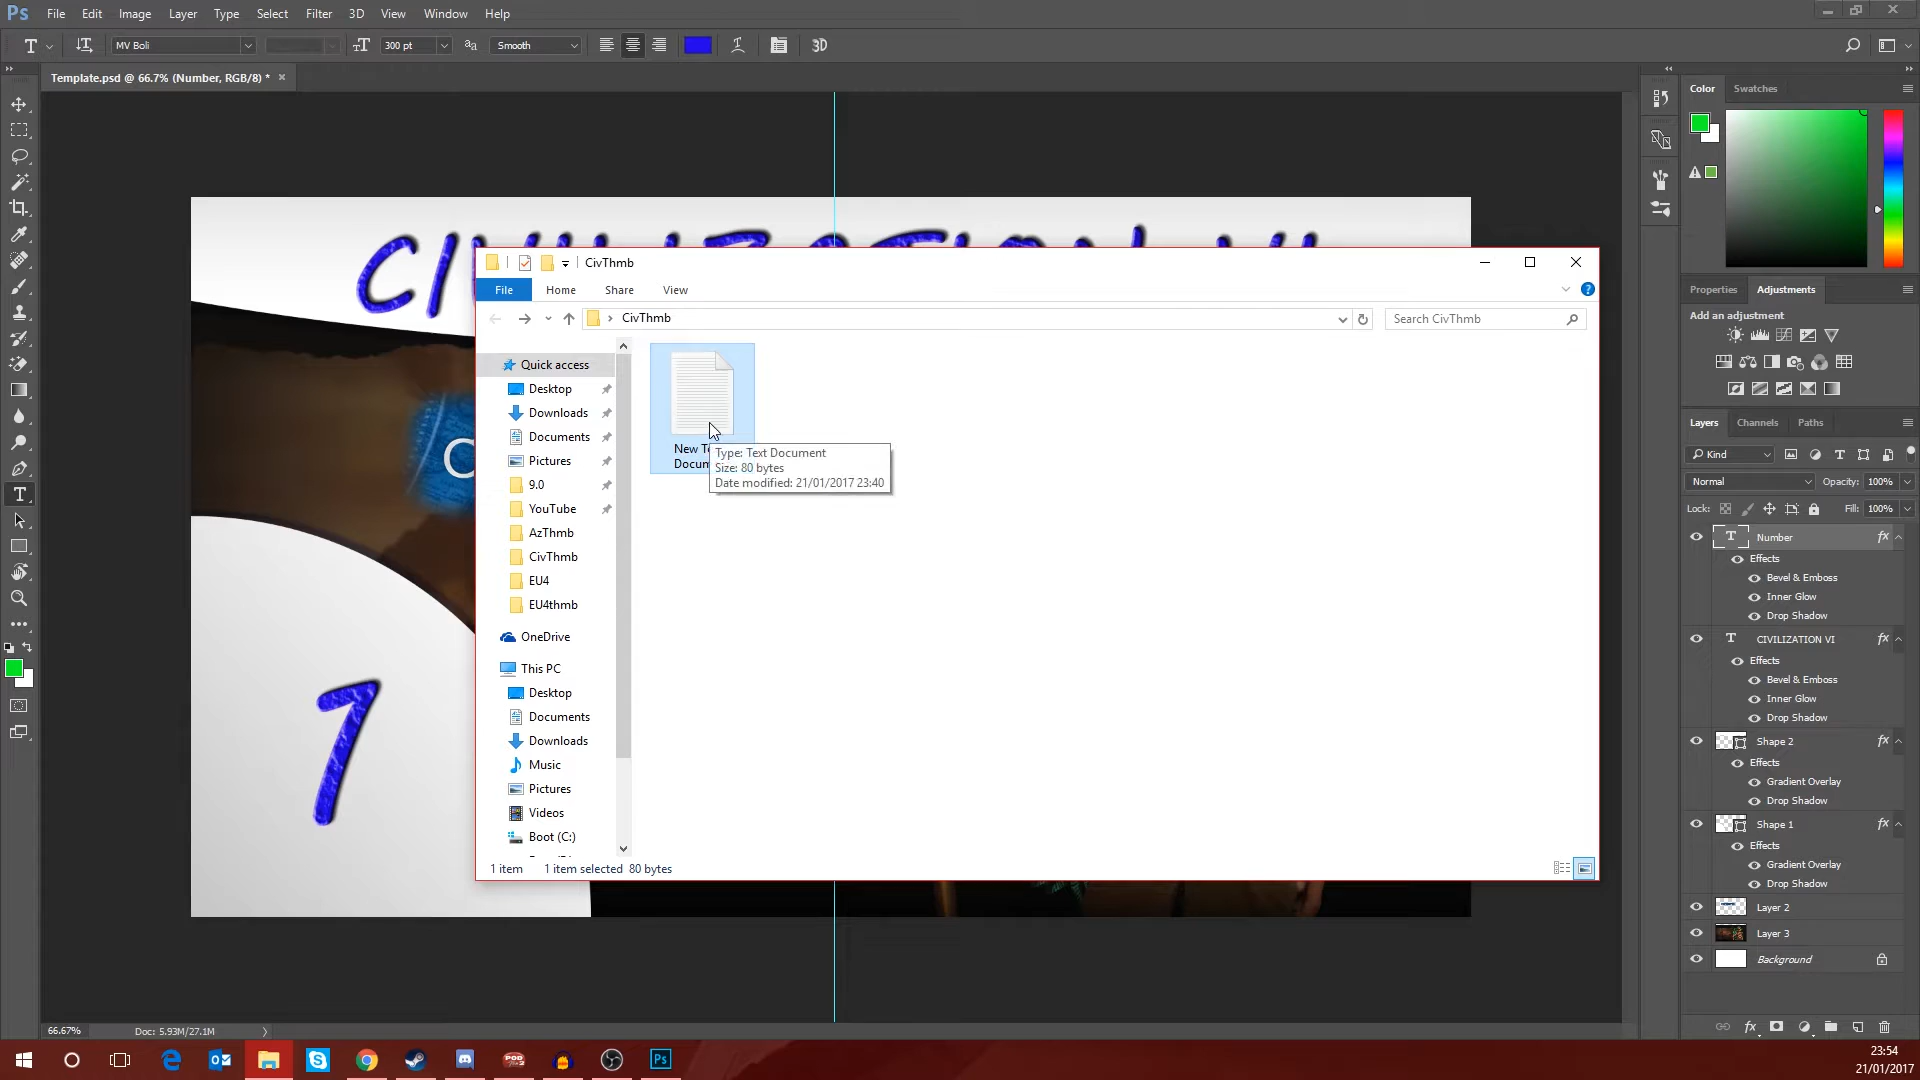 Ps File Edit Image Layer Type Select Filter 3D View Window Help
T MV Boli 300 pt Smooth 3D
Template.psd @ 66.7% (Number, RGB/8) *
CIVILIZATION VI
1
CivThmb
File Home Share View
CivThmb
Search CivThmb
Quick access
Desktop
Downloads
Documents
Pictures
9.0
YouTube
AzThmb
CivThmb
EU4
EU4thmb
OneDrive
This PC
Desktop
Documents
Downloads
Music
Pictures
Videos
Boot (C:)
Type: Text Document
Size: 80 bytes
Date modified: 21/01/2017 23:40
1 item 1 item selected 80 bytes
Color Swatches
Properties Adjustments
Add an adjustment
Layers Channels Paths
Kind
Normal Opacity: 100%
Lock: Fill: 100%
Number fx
Effects
Bevel & Emboss
Inner Glow
Drop Shadow
CIVILIZATION VI fx
Effects
Bevel & Emboss
Inner Glow
Drop Shadow
Shape 2 fx
Effects
Gradient Overlay
Drop Shadow
Shape 1 fx
Effects
Gradient Overlay
Drop Shadow
Layer 2
Layer 3
Background
66.67% Doc: 5.93M/27.1M
23:54
21/01/2017